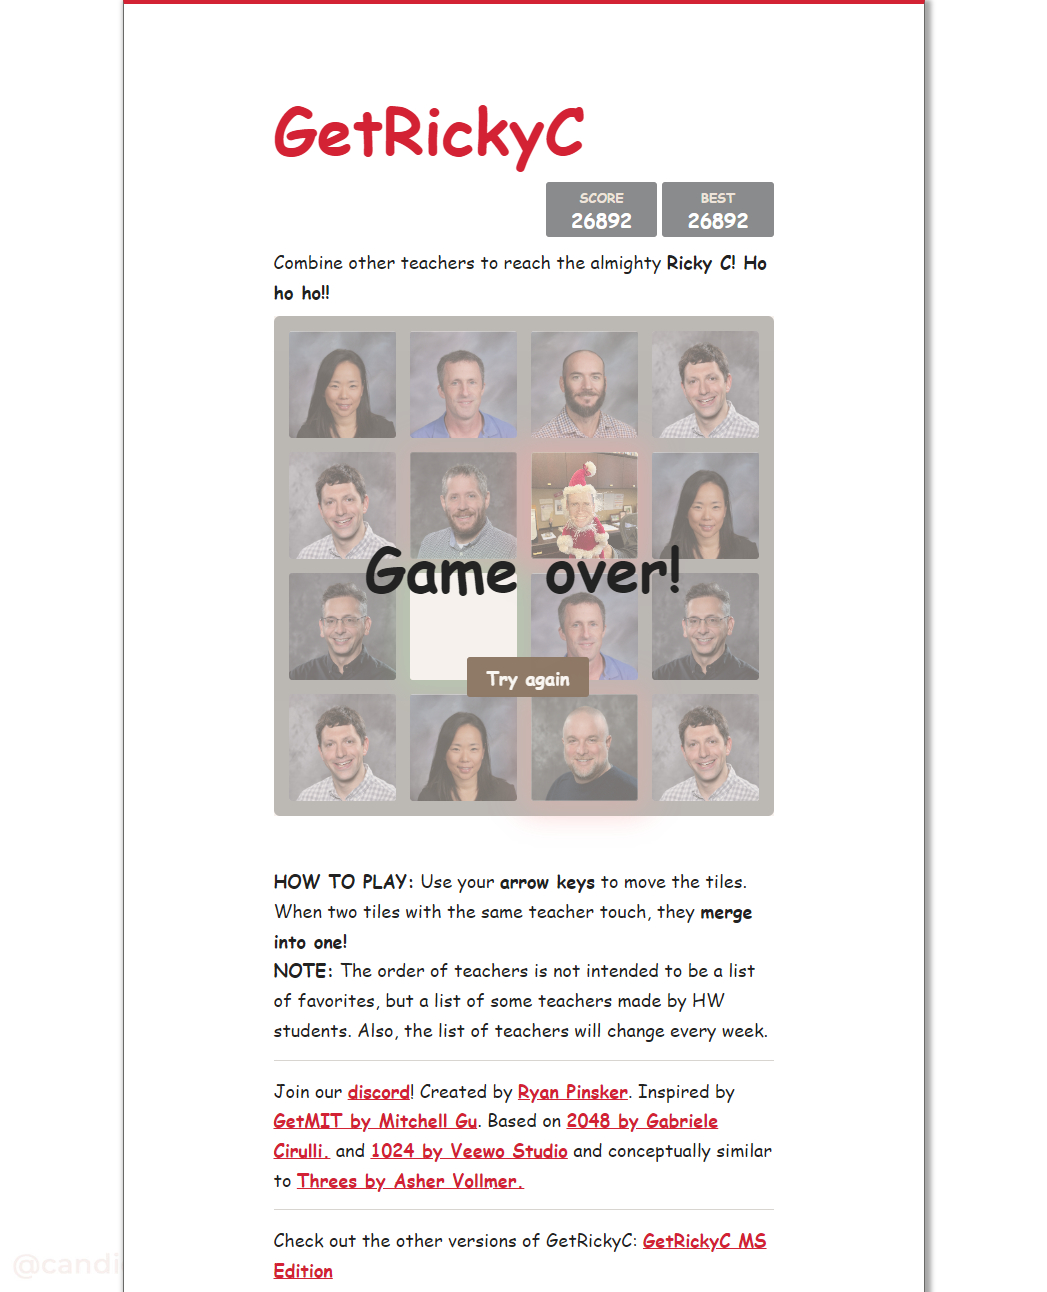 GetRickyC
SCORE BEST
26892 26892
Combine other teachers to reach the almighty Ricky C! Ho
ho ho!!
Game over!
Try again
HOW TO PLAY: Use your arrow keys to move the tiles.
When two tiles with the same teacher touch, they merge
into one!
NOTE: The order of teachers is not intended to be a list
of favorites, but a list of some teachers made by HW
students. Also, the list of teachers will change every week.
Join our discord! Created by Ryan Pinsker. Inspired by
GetMIT by Mitchell Gu. Based on 2048 by Gabriele
Cirulli. and 1024 by Veewo Studio and conceptually similar
to Threes by Asher Vollmer.
Check out the other versions of GetRickyC: GetRickyC MS
Edition